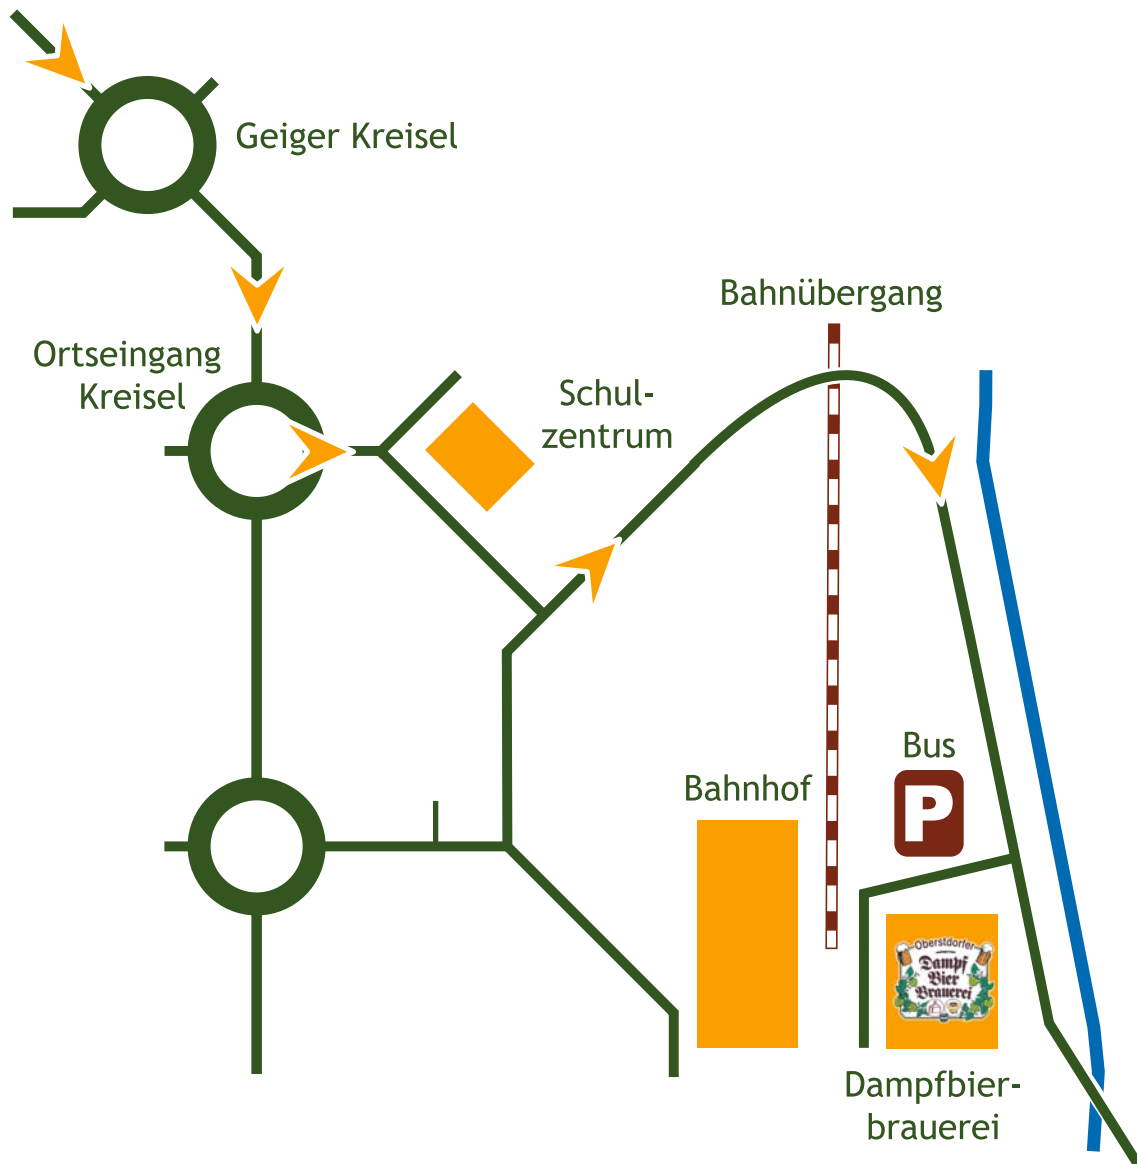 Geiger Kreisel
Bahnübergang
Ortseingang
Kreisel
Schul-
zentrum
Bus
P
Bahnhof
Oberstdorfer
Dampf
Bier
Brauerei
Dampfbier-
brauerei